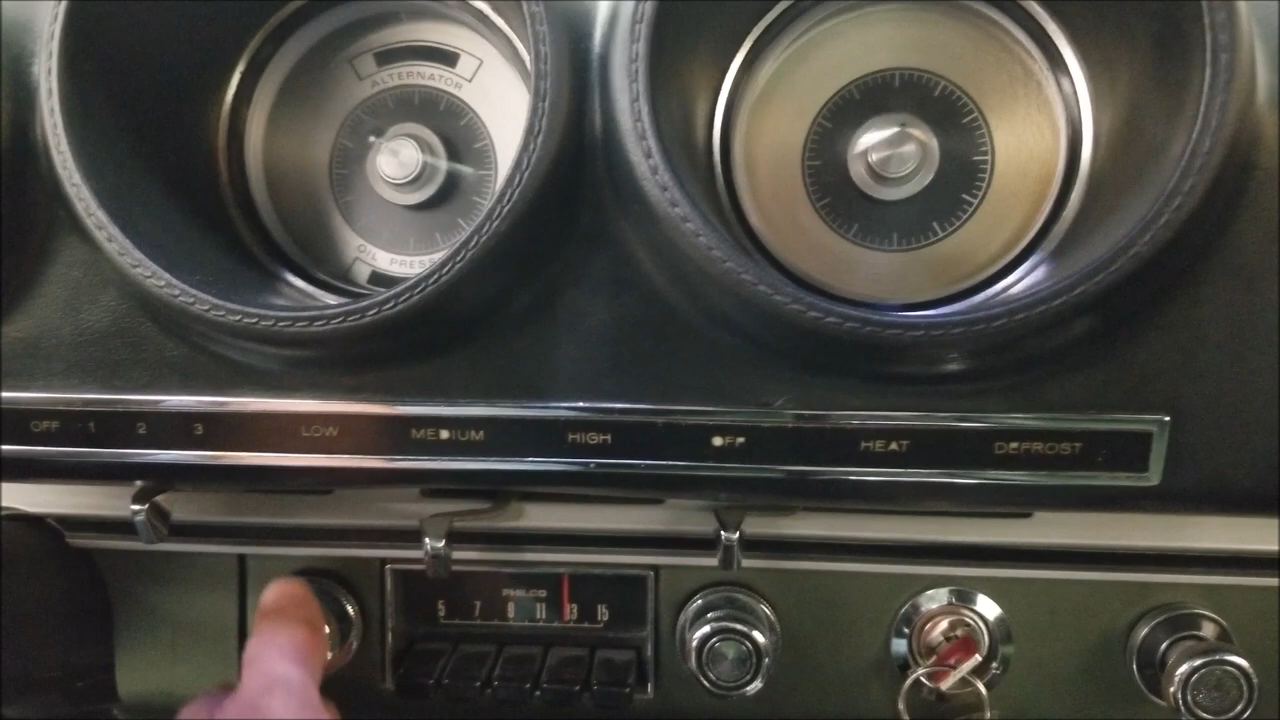 ALTERNATOR
OIL PRESS
OFF 1 2 3 LOW MEDIUM HIGH OFF HEAT DEFROST
PHILCO
5 7 9 11 13 15